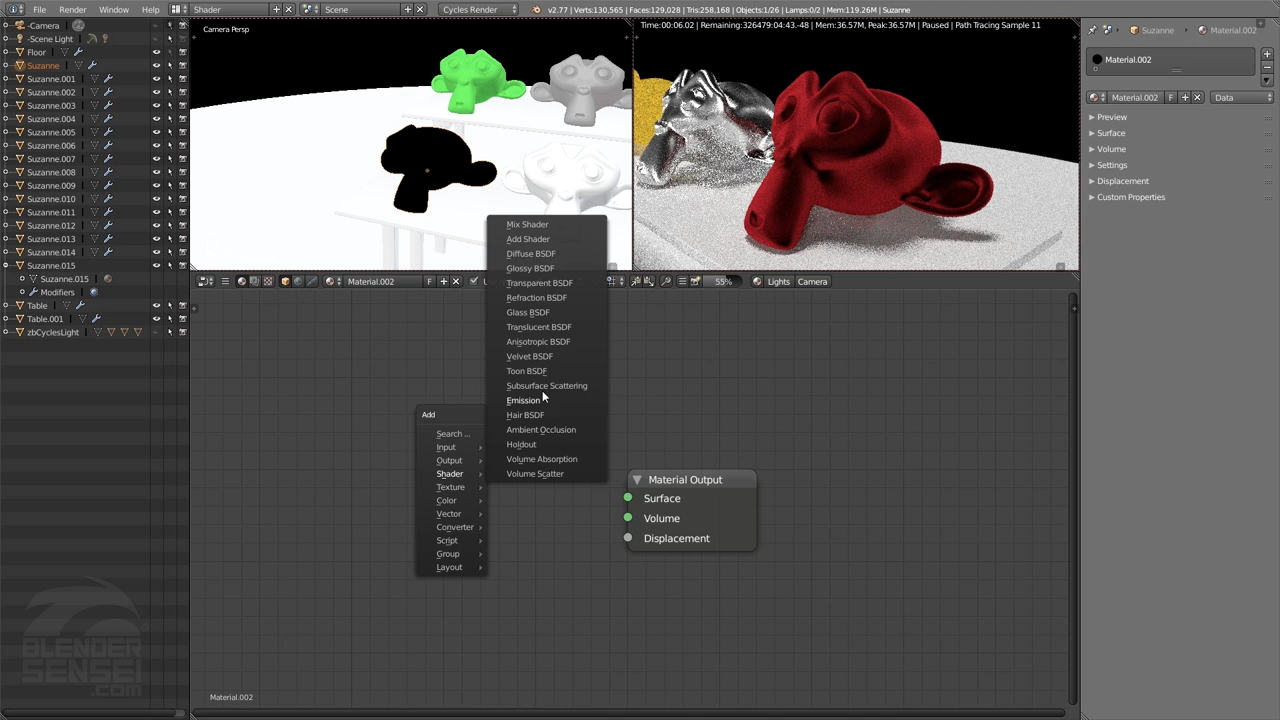 File Render Window Help Shader Scene Cycles Render v2.77 | Verts:130,565 | Faces:129,028 | Tris:258,168 | Objects:1/26 | Lamps:0/2 | Mem:119.26M | Suzanne
-Camera
-Scene Light
Floor
Suzanne
Suzanne.001
Suzanne.002
Suzanne.003
Suzanne.004
Suzanne.005
Suzanne.006
Suzanne.007
Suzanne.008
Suzanne.009
Suzanne.010
Suzanne.011
Suzanne.012
Suzanne.013
Suzanne.014
Suzanne.015
Suzanne.015
Modifiers
Table
Table.001
zbCyclesLight
Camera Persp
Time:00:06.02 | Remaining:326479:04:43.-48 | Mem:36.57M, Peak:36.57M | Paused | Path Tracing Sample 11
Suzanne Material.002
Material.002
Material.002 F Data
Preview
Surface
Volume
Settings
Displacement
Custom Properties
Material.002 F 55% Lights Camera
Add
Search ...
Input
Output
Shader
Texture
Color
Vector
Converter
Script
Group
Layout
Mix Shader
Add Shader
Diffuse BSDF
Glossy BSDF
Transparent BSDF
Refraction BSDF
Glass BSDF
Translucent BSDF
Anisotropic BSDF
Velvet BSDF
Toon BSDF
Subsurface Scattering
Emission
Hair BSDF
Ambient Occlusion
Holdout
Volume Absorption
Volume Scatter
Material Output
Surface
Volume
Displacement
BLENDER
SENSEI
.COM
Material.002